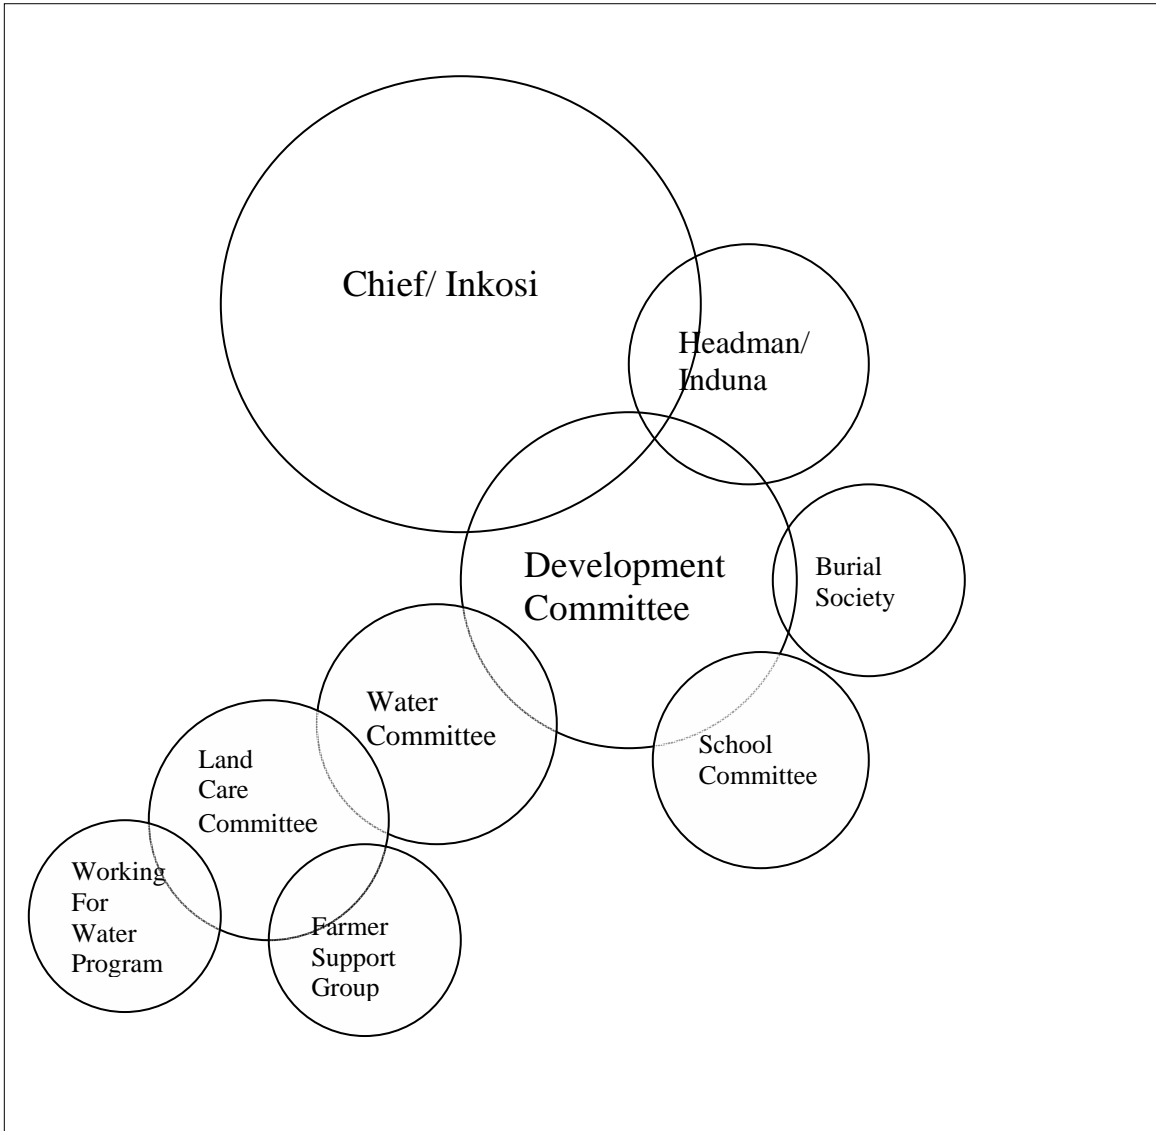 Chief/ Inkosi
Headman/
Induna
Development
Committee
Burial
Society
Water
Committee
School
Committee
Land
Care
Committee
Working
For
Water
Program
Farmer
Support
Group